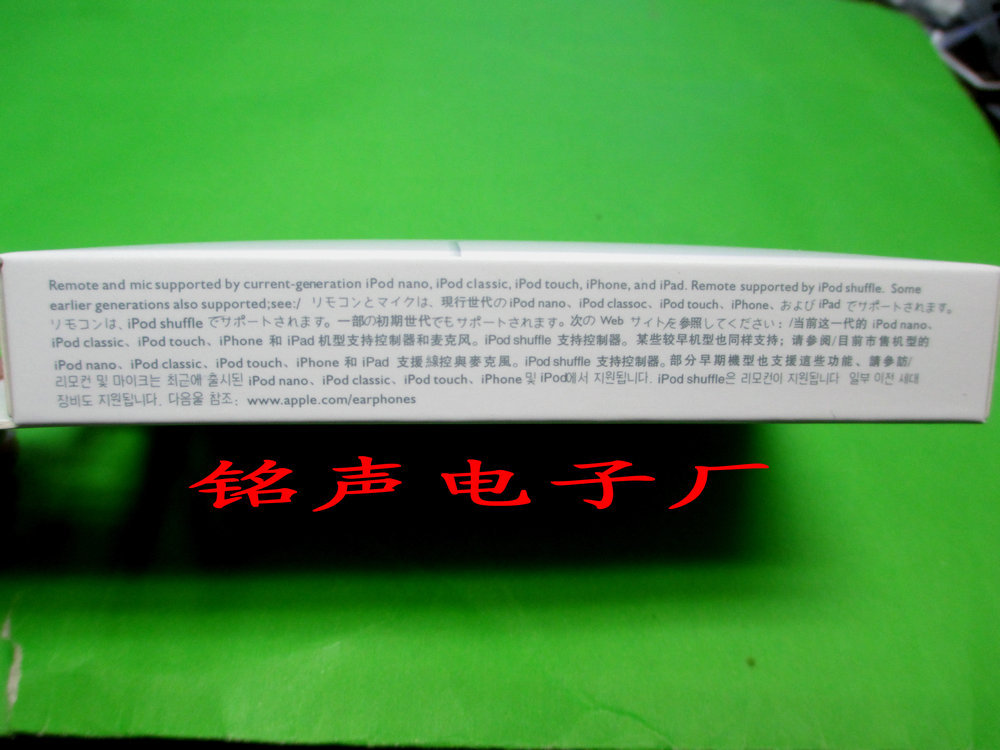 Remote and mic supported by current-generation iPod nano, iPod classic, iPod touch, iPhone, and iPad. Remote supported by iPod shuffle. Some
earlier generations also supported;see:/ リモコンとマイクは、現行世代の iPod nano、iPod classoc、iPod touch、iPhone、および iPad でサポートされます。
リモコンは、iPod shuffle でサポートされます。一部の初期世代でもサポートされます。次の Web サイトを参照してください：/当前这一代的 iPod nano、
iPod classic、iPod touch、iPhone 和 iPad 机型支持控制器和麦克风。iPod shuffle 支持控制器。某些较早机型也同样支持；请参阅/目前市售机型的
iPod nano、iPod classic、iPod touch、iPhone 和 iPad 支援線控與麥克風。iPod shuffle 支持控制器。部分早期機型也支援這些功能、請參訪/
리모컨 및 마이크는 최근에 출시된 iPod nano、iPod classic、iPod touch、iPhone 및 iPod에서 지원됩니다. iPod shuffle은 리모컨이 지원됩니다 일부 이전 세대
장비도 지원됩니다. 다음울 참조: www.apple.com/earphones
铭声电子厂